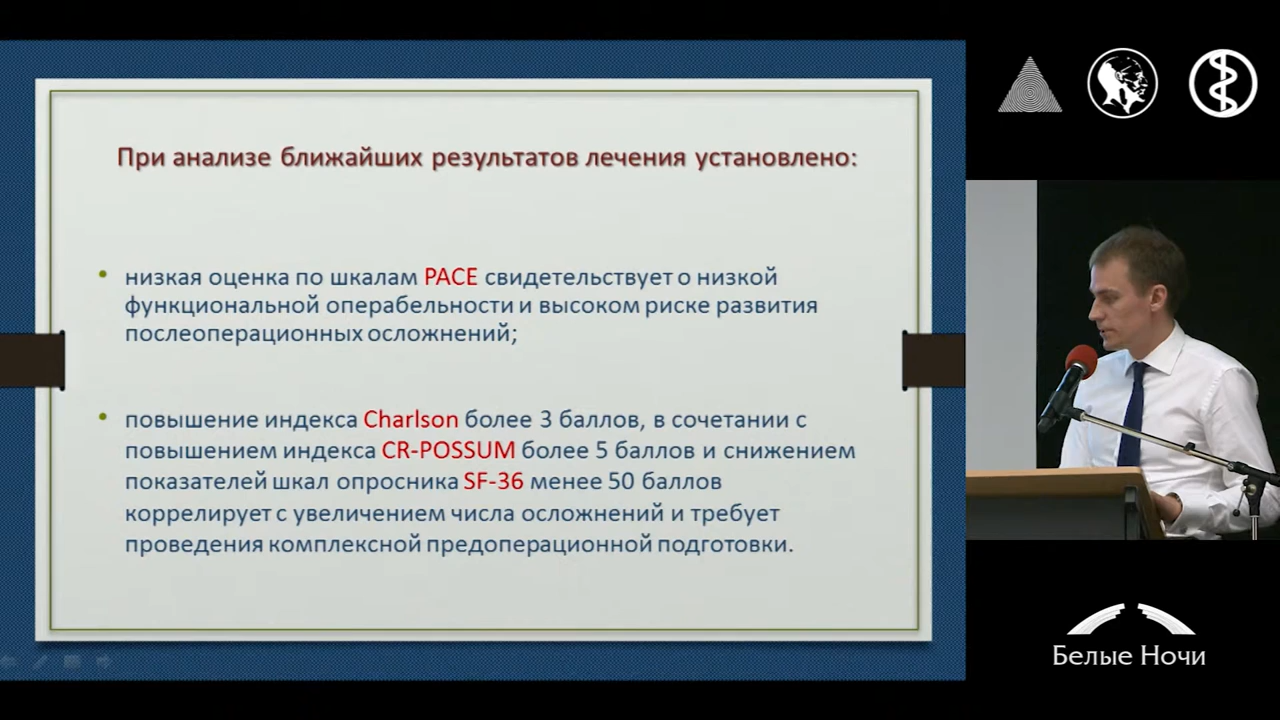 При анализе ближайших результатов лечения установлено:
• низкая оценка по шкалам PACE свидетельствует о низкой
функциональной операбельности и высоком риске развития
послеоперационных осложнений;
• повышение индекса Charlson более 3 баллов, в сочетании с
повышением индекса CR-POSSUM более 5 баллов и снижением
показателей шкал опросника SF-36 менее 50 баллов
коррелирует с увеличением числа осложнений и требует
проведения комплексной предоперационной подготовки.
Белые Ночи